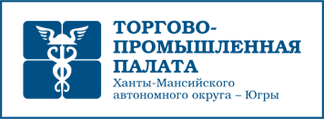 ТОРГОВО-
ПРОМЫШЛЕННАЯ
ПАЛАТА
Ханты-Мансийского
автономного округа – Югры